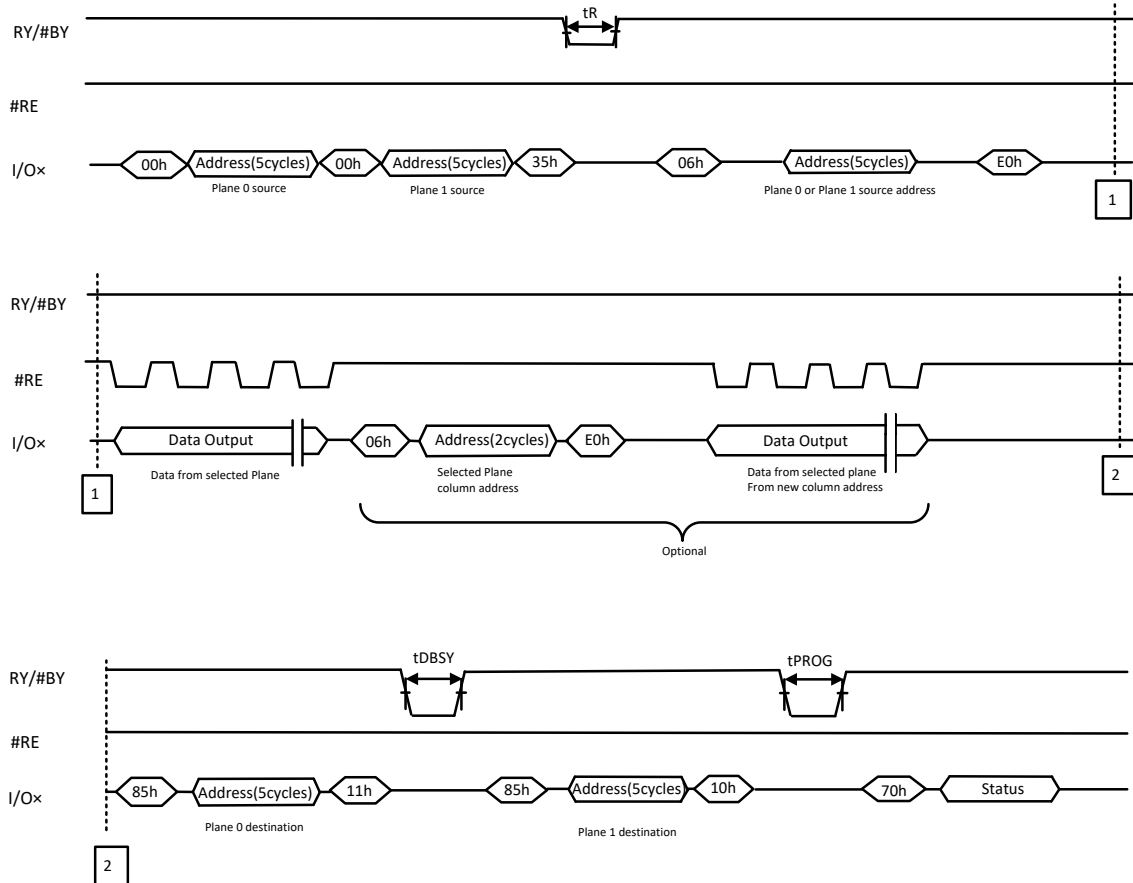 tR
RY/#BY
#RE
I/O×
00h Address(5cycles) 00h Address(5cycles) 35h 06h Address(5cycles) E0h
Plane 0 source Plane 1 source Plane 0 or Plane 1 source address
1
RY/#BY
#RE
I/O×
Data Output 06h Address(2cycles) E0h Data Output
Data from selected Plane Selected Plane Data from selected plane
column address From new column address
1 2
Optional
tDBSY tPROG
RY/#BY
#RE
I/O×
85h Address(5cycles) 11h 85h Address(5cycles 10h 70h Status
Plane 0 destination Plane 1 destination
2